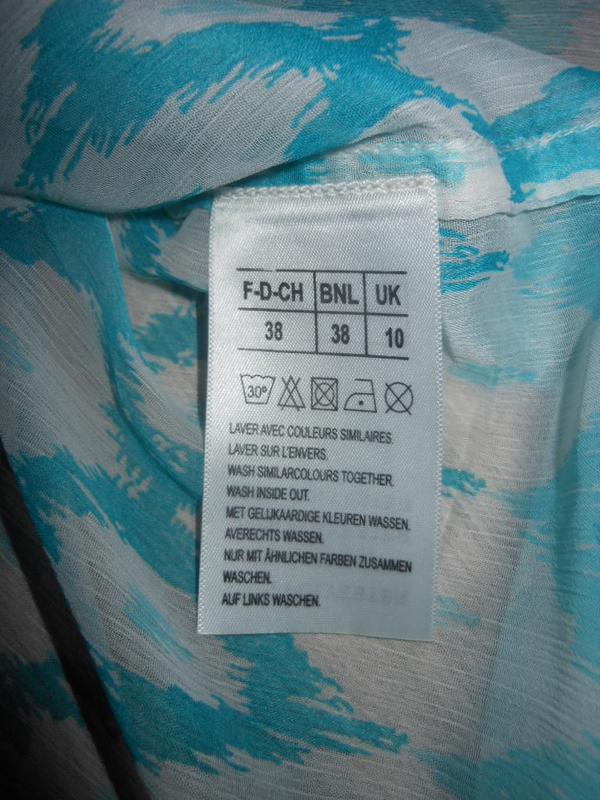 F-D-CH BNL UK
38 38 10
30°
LAVER AVEC COULEURS SIMILAIRES.
LAVER SUR L'ENVERS.
WASH SIMILARCOLOURS TOGETHER.
WASH INSIDE OUT.
MET GELIJKAARDIGE KLEUREN WASSEN.
AVERECHTS WASSEN.
NUR MIT ÄHNLICHEN FARBEN ZUSAMMEN
WASCHEN.
AUF LINKS WASCHEN.